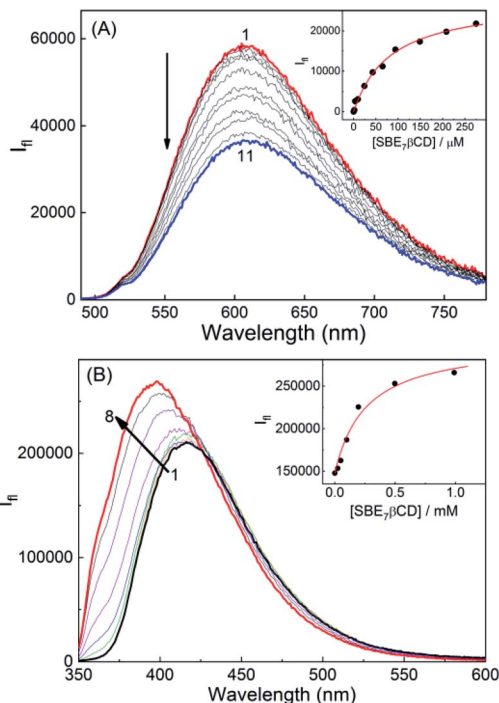 (A)
1
11
60000
40000
20000
0
I_fl
500
550
600
650
700
750
Wavelength (nm)
20000
10000
0
I_fl
0 50 100 150 200 250
[SBE₇βCD] / μM
(B)
8
1
200000
100000
0
I_fl
350 400 450 500 550 600
Wavelength (nm)
250000
200000
150000
I_fl
0.0 0.5 1.0
[SBE₇βCD] / mM